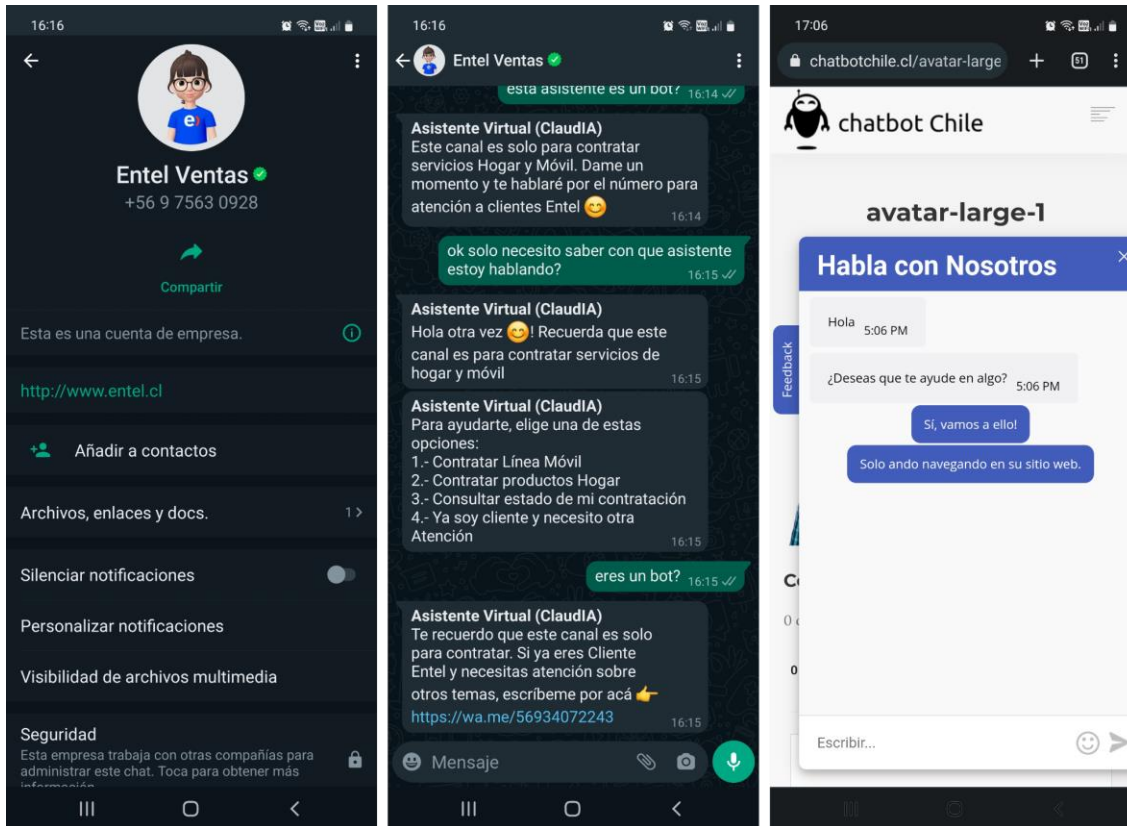 16:16
Entel Ventas
+56 9 7563 0928
Compartir
Esta es una cuenta de empresa.
http://www.entel.cl
Añadir a contactos
Archivos, enlaces y docs. 1 >
Silenciar notificaciones
Personalizar notificaciones
Visibilidad de archivos multimedia
Seguridad
Esta empresa trabaja con otras compañías para
administrar este chat. Toca para obtener más
información.
16:16
Entel Ventas
esta asistente es un bot? 16:14
Asistente Virtual (ClaudIA)
Este canal es solo para contratar
servicios Hogar y Móvil. Dame un
momento y te hablaré por el número para
atención a clientes Entel 😊
16:14
ok solo necesito saber con que asistente
estoy hablando?
16:15
Asistente Virtual (ClaudIA)
Hola otra vez 😊! Recuerda que este
canal es para contratar servicios de
hogar y móvil
16:15
Asistente Virtual (ClaudIA)
Para ayudarte, elige una de estas
opciones:
1.- Contratar Línea Móvil
2.- Contratar productos Hogar
3.- Consultar estado de mi contratación
4.- Ya soy cliente y necesito otra
Atención
16:15
eres un bot? 16:15
Asistente Virtual (ClaudIA)
Te recuerdo que este canal es solo
para contratar. Si ya eres Cliente
Entel y necesitas atención sobre
otros temas, escríbeme por acá 👉
https://wa.me/56934072243
16:15
Mensaje
17:06
chatbotchile.cl/avatar-large
51
chatbot Chile
avatar-large-1
Habla con Nosotros
Hola 5:06 PM
Feedback
¿Deseas que te ayude en algo? 5:06 PM
Sí, vamos a ello!
Solo ando navegando en su sitio web.
Escribir...